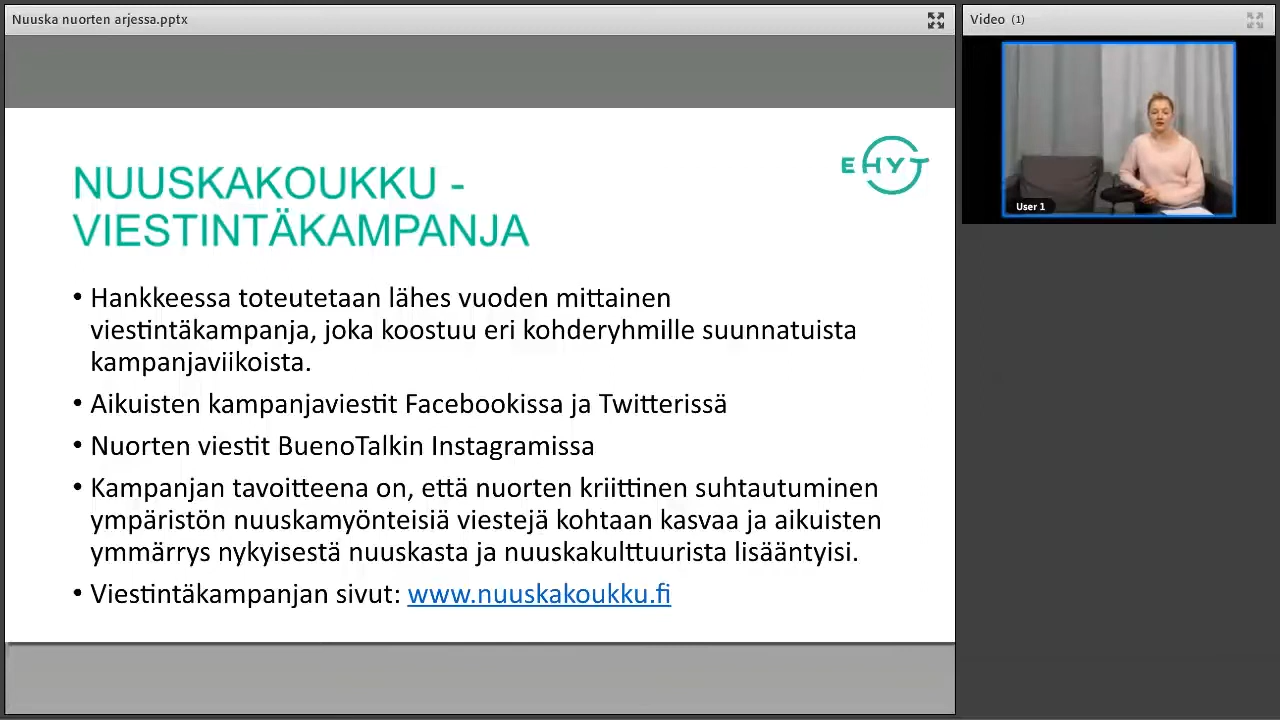 Nuuska nuorten arjessa.pptx
Video (1)
EHYT
User 1
NUUSKAKOUKKU -
VIESTINTÄKAMPANJA
• Hankkeessa toteutetaan lähes vuoden mittainen
viestintäkampanja, joka koostuu eri kohderyhmille suunnatuista
kampanjaviikoista.
• Aikuisten kampanjaviestit Facebookissa ja Twitterissä
• Nuorten viestit BuenoTalkin Instagramissa
• Kampanjan tavoitteena on, että nuorten kriittinen suhtautuminen
ympäristön nuuskamyönteisiä viestejä kohtaan kasvaa ja aikuisten
ymmärrys nykyisestä nuuskasta ja nuuskakulttuurista lisääntyisi.
• Viestintäkampanjan sivut: www.nuuskakoukku.fi